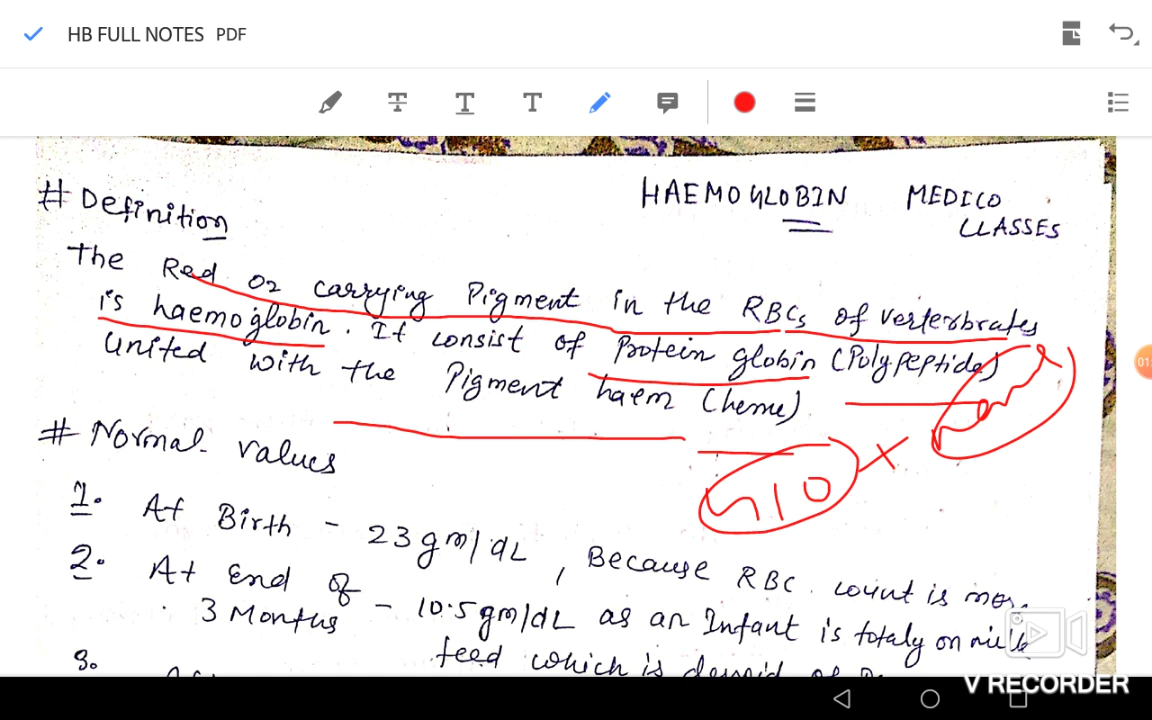 HB FULL NOTES PDF
HAEMOGLOBIN MEDICO CLASSES
# Definition
The Red O2 carrying Pigment in the RBCs of vertebrates
is haemoglobin. It consist of Protein globin (Polypeptide)
united with the Pigment haem (heme).
# Normal values
1. At Birth - 23gm/dL, Because RBC count is more
2. At End of 3 Months - 10.5gm/dL as an Infant is totaly on milk
feed which is devoid of
3.
V RECORDER